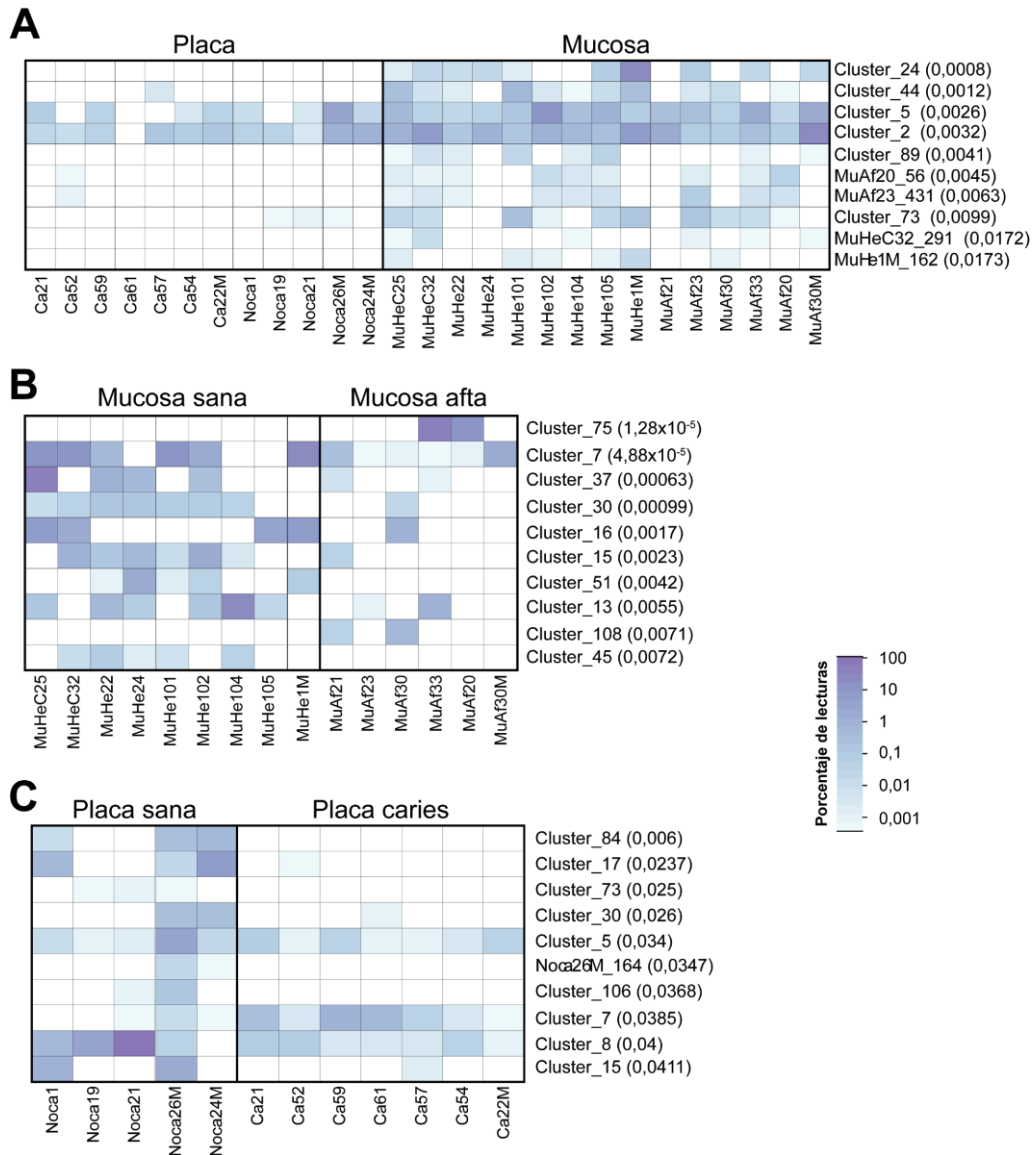 A
Placa Mucosa
Cluster_24 (0,0008)
Cluster_44 (0,0012)
Cluster_5 (0,0026)
Cluster_2 (0,0032)
Cluster_89 (0,0041)
MuAf20_56 (0,0045)
MuAf23_431 (0,0063)
Cluster_73 (0,0099)
MuHeC32_291 (0,0172)
MuHe1M_162 (0,0173)
Ca21 Ca52 Ca59 Ca61 Ca57 Ca54 Ca22M Noca1 Noca19 Noca21 Noca26M Noca24M MuHeC25 MuHeC32 MuHe22 MuHe24 MuHe101 MuHe102 MuHe104 MuHe105 MuHe1M MuAf21 MuAf23 MuAf30 MuAf33 MuAf20 MuAf30M
B
Mucosa sana Mucosa afta
Cluster_75 (1,28x10⁻⁵)
Cluster_7 (4,88x10⁻⁵)
Cluster_37 (0,00063)
Cluster_30 (0,00099)
Cluster_16 (0,0017)
Cluster_15 (0,0023)
Cluster_51 (0,0042)
Cluster_13 (0,0055)
Cluster_108 (0,0071)
Cluster_45 (0,0072)
MuHeC25 MuHeC32 MuHe22 MuHe24 MuHe101 MuHe102 MuHe104 MuHe105 MuHe1M MuAf21 MuAf23 MuAf30 MuAf33 MuAf20 MuAf30M
Porcentaje de lecturas
100
10
1
0,1
0,01
0,001
C
Placa sana Placa caries
Cluster_84 (0,006)
Cluster_17 (0,0237)
Cluster_73 (0,025)
Cluster_30 (0,026)
Cluster_5 (0,034)
Noca26M_164 (0,0347)
Cluster_106 (0,0368)
Cluster_7 (0,0385)
Cluster_8 (0,04)
Cluster_15 (0,0411)
Noca1 Noca19 Noca21 Noca26M Noca24M Ca21 Ca52 Ca59 Ca61 Ca57 Ca54 Ca22M